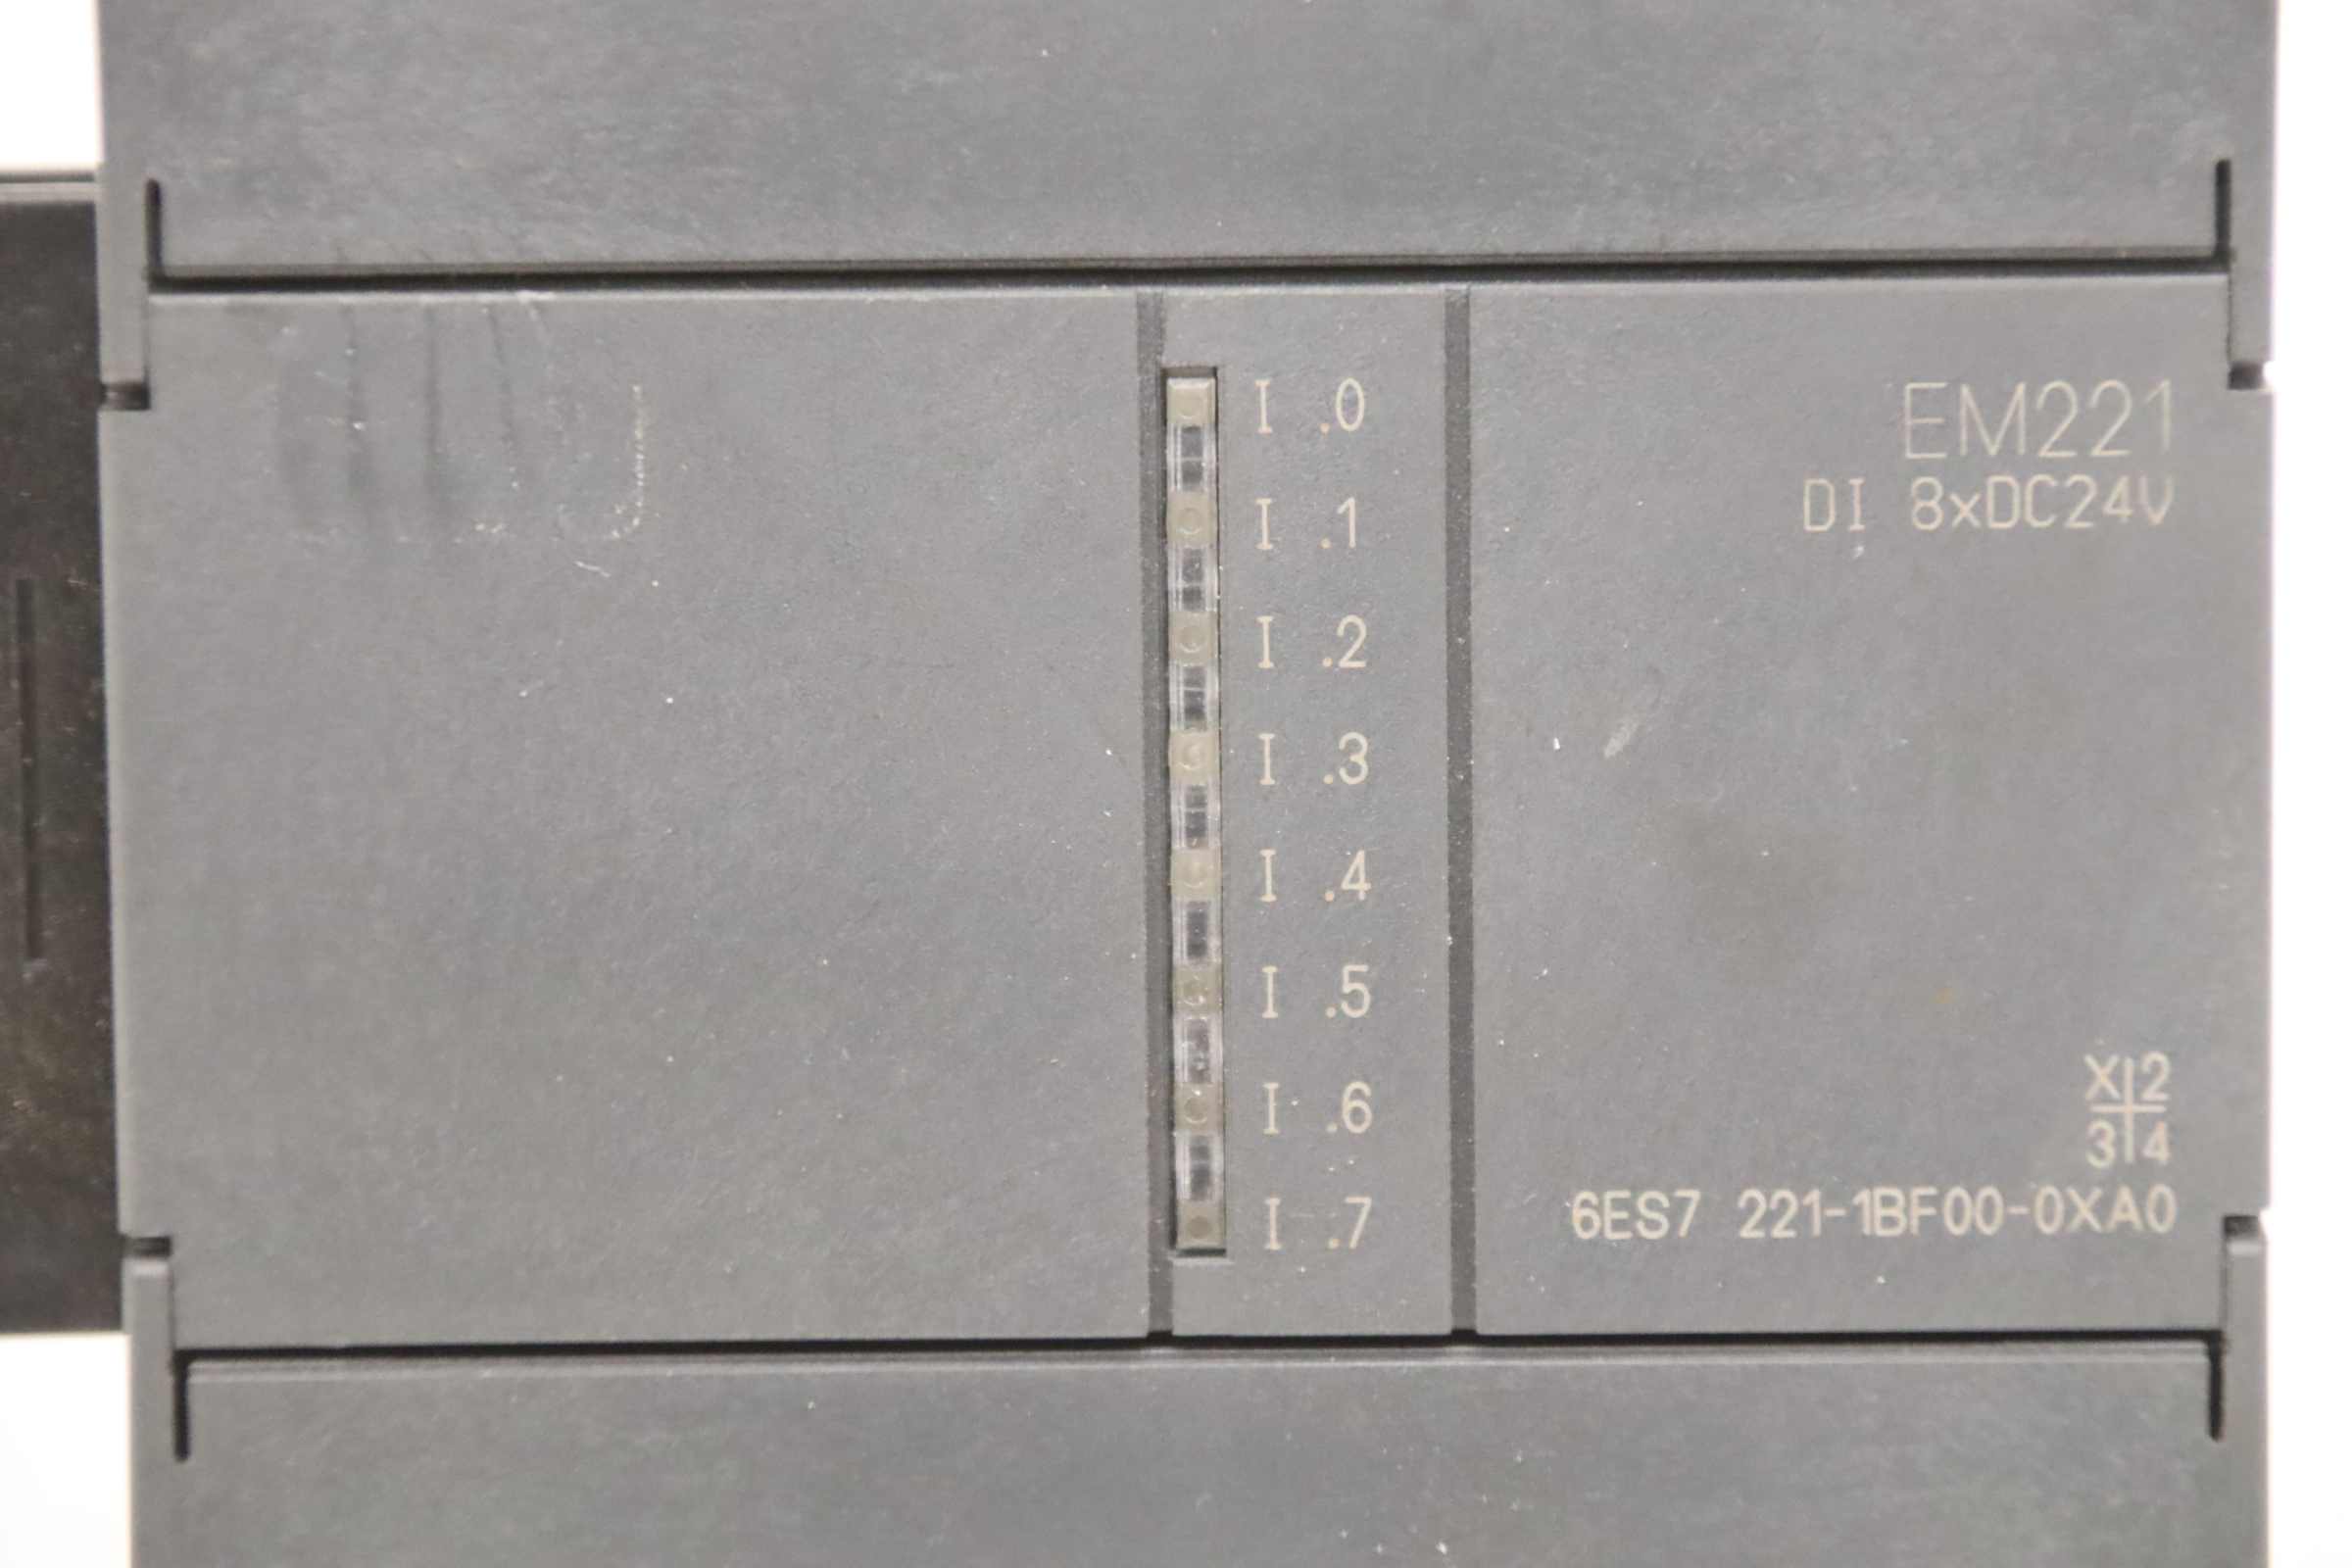 I .0
I .1
I .2
I .3
I .4
I .5
I .6
I .7
EM221
DI 8xDC24V
X 2
3 4
6ES7 221-1BF00-0XA0